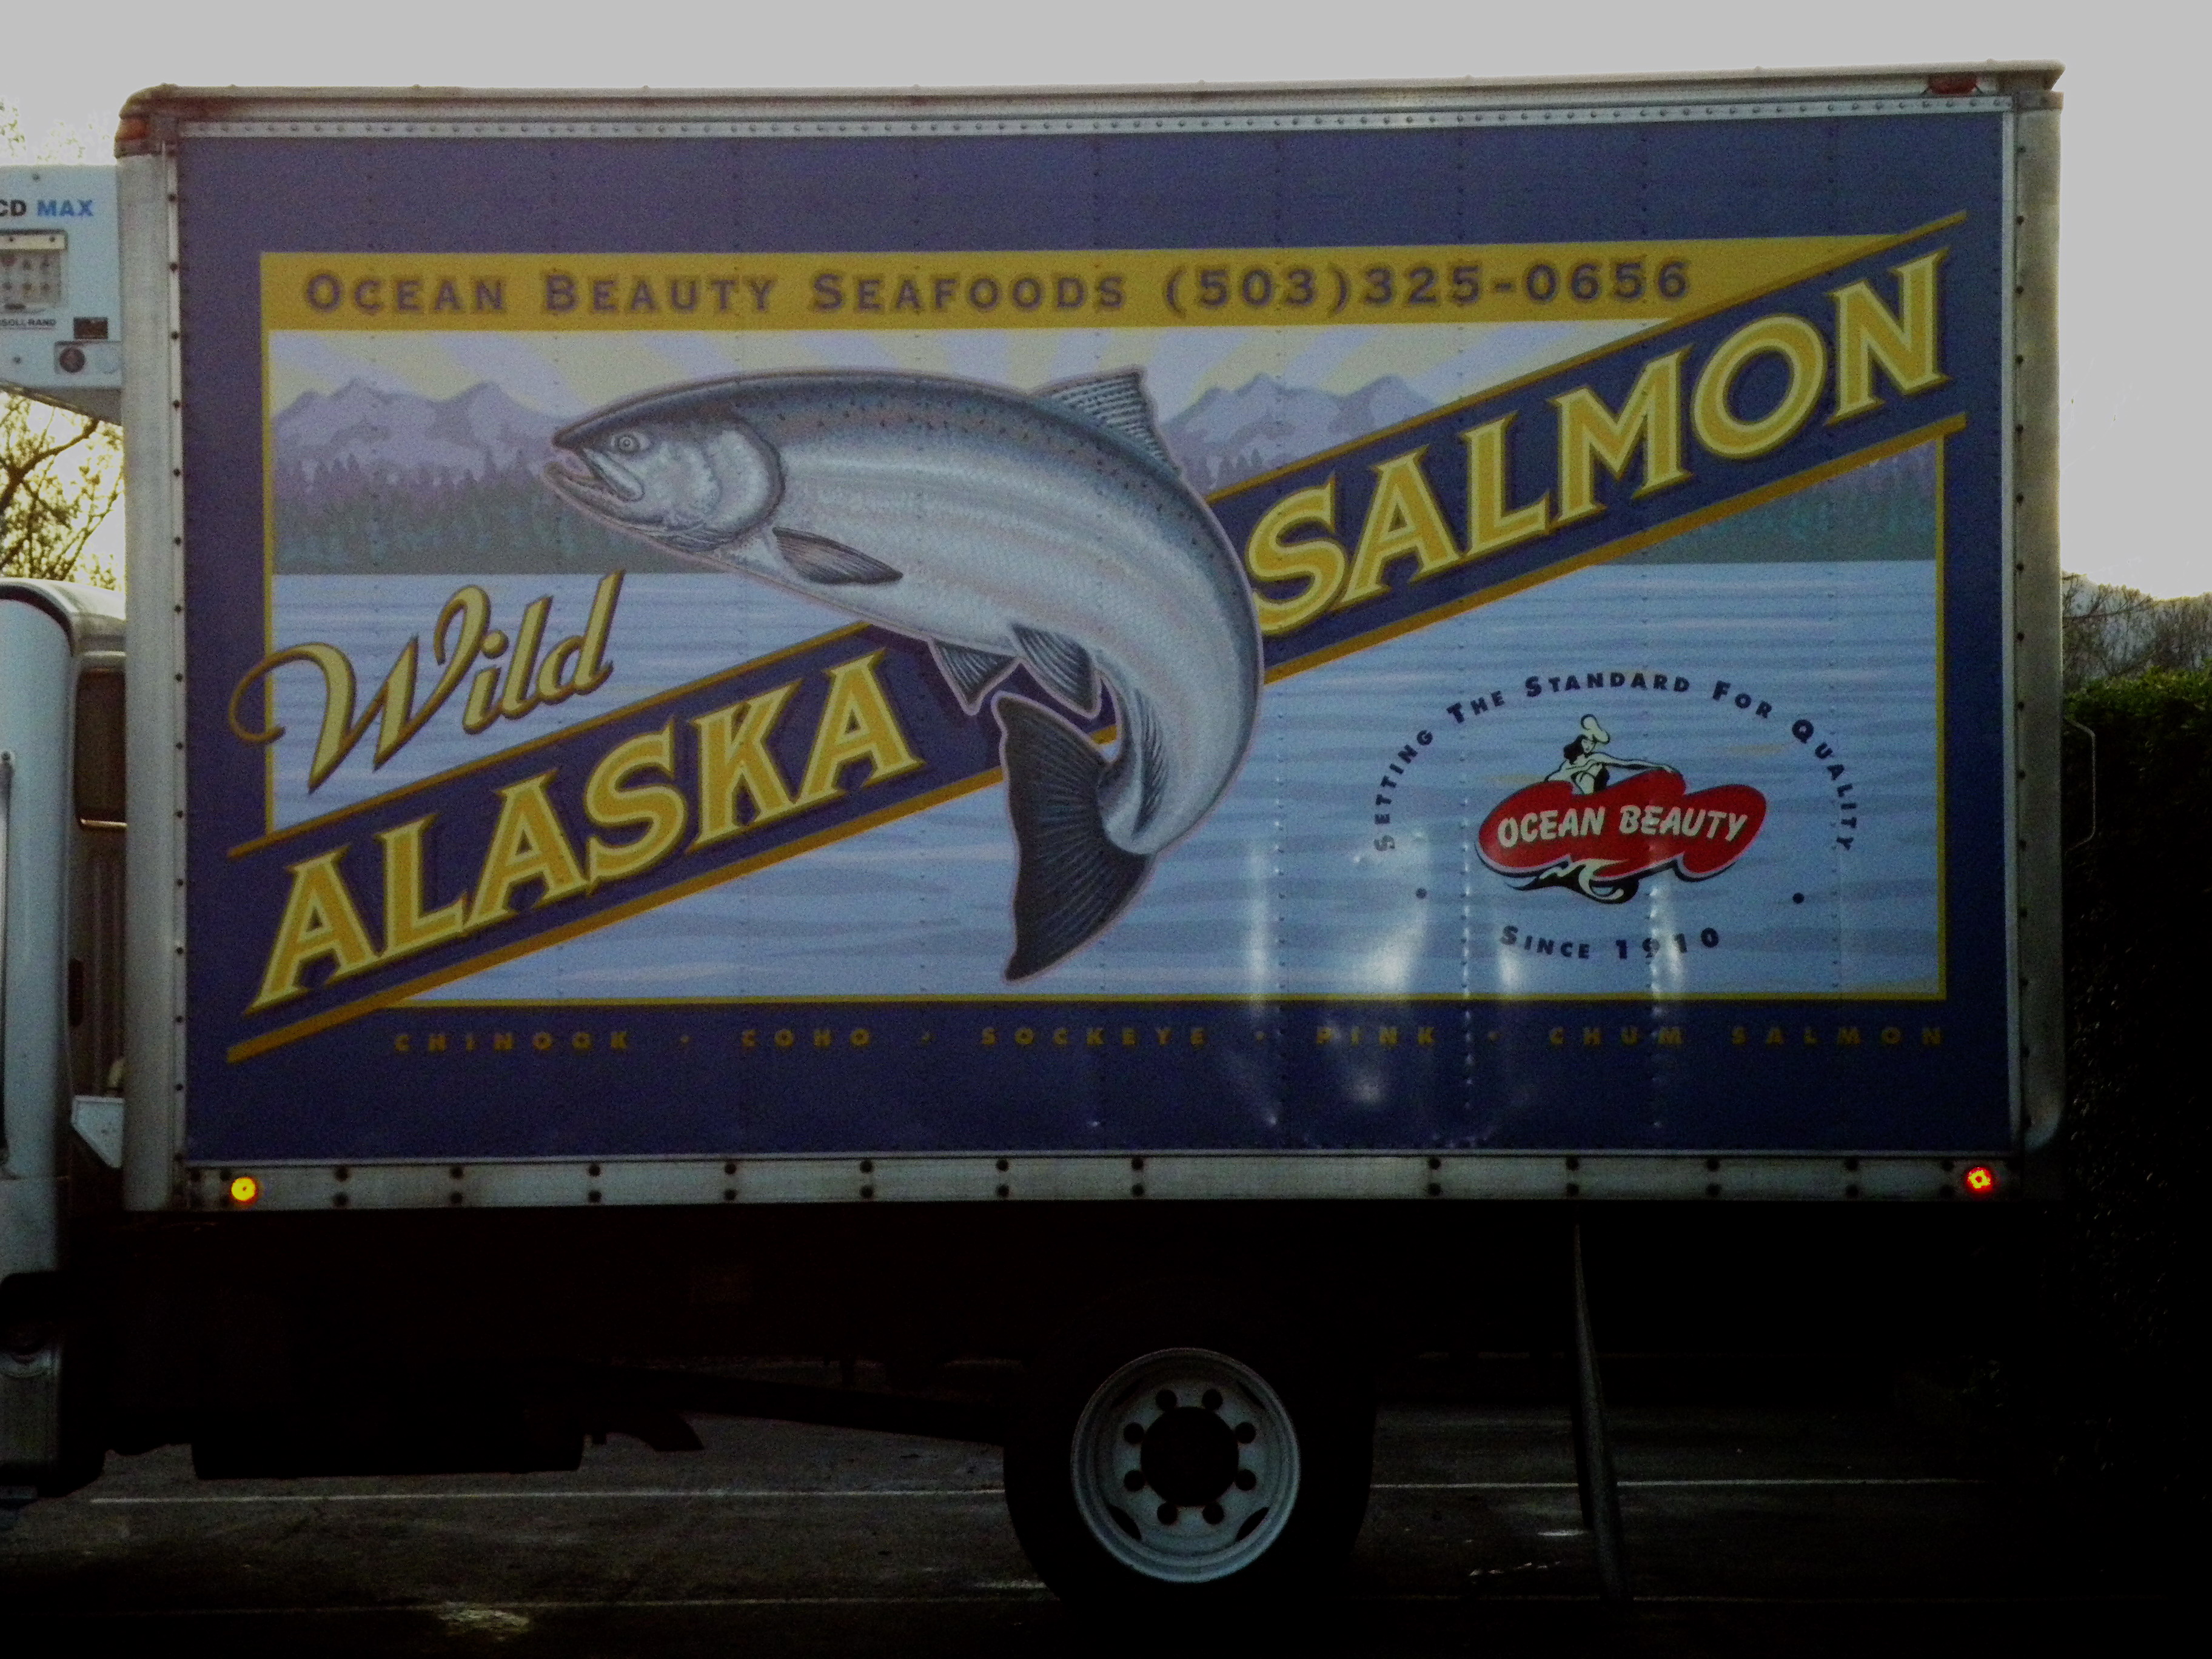 CD MAX
OCEAN BEAUTY SEAFOODS (503)325-0656
Wild
ALASKA SALMON
SETTING THE STANDARD FOR QUALITY
OCEAN BEAUTY
SINCE 1910
CHINOOK • COHO • SOCKEYE • PINK • CHUM SALMON